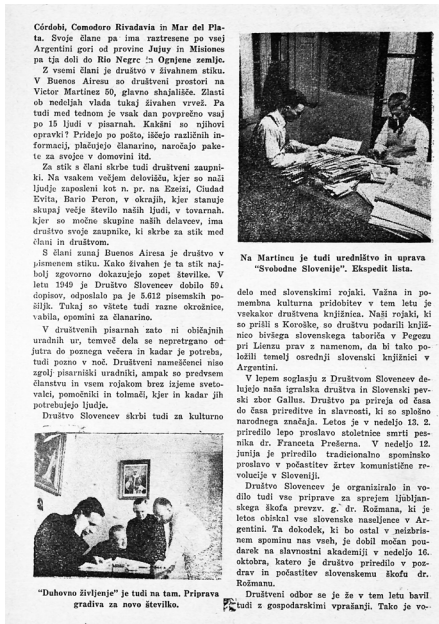 Córdobi, Comodoro Rivadavia in Mar del Pla-
ta. Svoje člane pa ima raztresene po vsej
Argentini gori od provinc Jujuy in Misiones
pa tja doli do Rio Negre in Ognjene zemlje.
Z vsemi člani je društvo v živahnem stiku.
V Buenos Airesu so društveni prostori na
Victor Martinez 50, glavno shajališče. Zlasti
ob nedeljah vlada tukaj živahen vrvež. Pa
tudi med tednom je vsak dan povprečno vsaj
po 15 ljudi v pisarnah. Kakšni so njihovi
opravki? Pridejo po pošto, iščejo različnih in-
formacij, plačujejo članarino, naročajo pake-
te za svojce v domovini itd.
Za stik s člani skrbe tudi društveni zaupni-
ki. Na vsakem večjem delovišču, kjer so naši
ljudje zaposleni kot n. pr. na Ezeizi, Ciudad
Evita, Bario Peron, v okrajih, kjer stanuje
skupaj večje število naših ljudi, v tovarnah.
kjer so močne skupine naših delavcev, ima
društvo svoje zaupnike, ki skrbe za stik med
člani in društvom.
S člani zunaj Buenos Airesa je društvo v
pismenem stiku. Kako živahen je ta stik naj-
bolj zgovorno dokazujejo zopet številke. V
letu 1949 je Društvo Slovencev dobilo
dopisov, odposlalo pa je 5.612 pisemskih po-
šiljk. Tukaj so vštete tudi razne okrožnice,
vabila, opomini za članarino.
V društvenih pisarnah zato ni običajnih
uradnih ur, temveč dela se nepretrgano od
jutra do poznega večera in kadar je potreba,
tudi pozno v noč. Društveni nameščenci niso
zgolj pisarniški uradniki, ampak so predvsem
članstvu in vsem rojakom brez izjeme sveto-
valci, pomočniki in tolmači, kjer in kadar jih
potrebujejo ljudje.
Društvo Slovencev skrbi tudi za kulturno
"Duhovno življenje" je tudi na tam. Priprava
gradiva za novo številko.
Na Martincu je tudi uredništvo in uprava
"Svobodne Slovenije". Ekspedit lista.
delo med slovenskimi rojaki. Važna in po-
membna kulturna pridobitev v tem letu je
vsekakor društvena knjižnica. Naši rojaki, ki
so prišli s Koroške, so društvu podarili knjiž-
nico bivšega slovenskega taborišča v Pegezu
pri Lienzu prav z namenom, da bi tako po-
ložili temelj osrednji slovenski knjižnici v
Argentini.
V lepem soglasju z Društvom Slovencev de-
lujejo naša igralska družina in Slovenski pev-
ski zbor Gallus. Društvo pa prireja od časa
do časa prireditve in slavnosti, ki so splošno
narodnega značaja. Letos je v nedeljo 13. 2.
priredilo lepo proslavo stoletnice smrti pes-
nika dr. Franceta Prešerna. V nedeljo 12.
junija je priredilo tradicionalno spominsko
proslavo v počastitev žrtev komunistične re-
volucije v Sloveniji.
Društvo Slovencev je organiziralo in vo-
dilo tudi vse priprave za sprejem ljubljan-
skega škofa prevzv. g. dr. Rožmana, ki je
letos obiskal vse slovenske naseljence v Ar-
gentini. Ta dokodek, ki bo ostal v neizbris-
nem spominu nas vseh, je dobil močan pou-
darek na slavnostni akademiji v nedeljo 16.
oktobra, katero je društvo priredilo v poz-
drav in počastitev slovenskemu škofu dr.
Rožmanu.
Društveni odbor se je že v tem letu bavil
tudi z gospodarskimi vprašanji. Tako je vo-